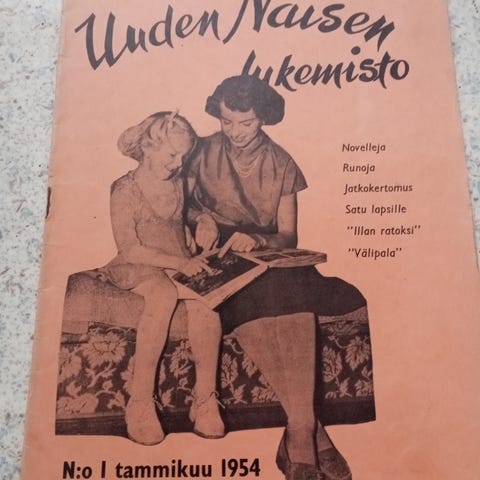 Uuden Naisen
lukemisto
Novelleja
Runoja
Jatkokertomus
Satu lapsille
"Illan ratoksi"
"Välipala"
N:o 1 tammikuu 1954